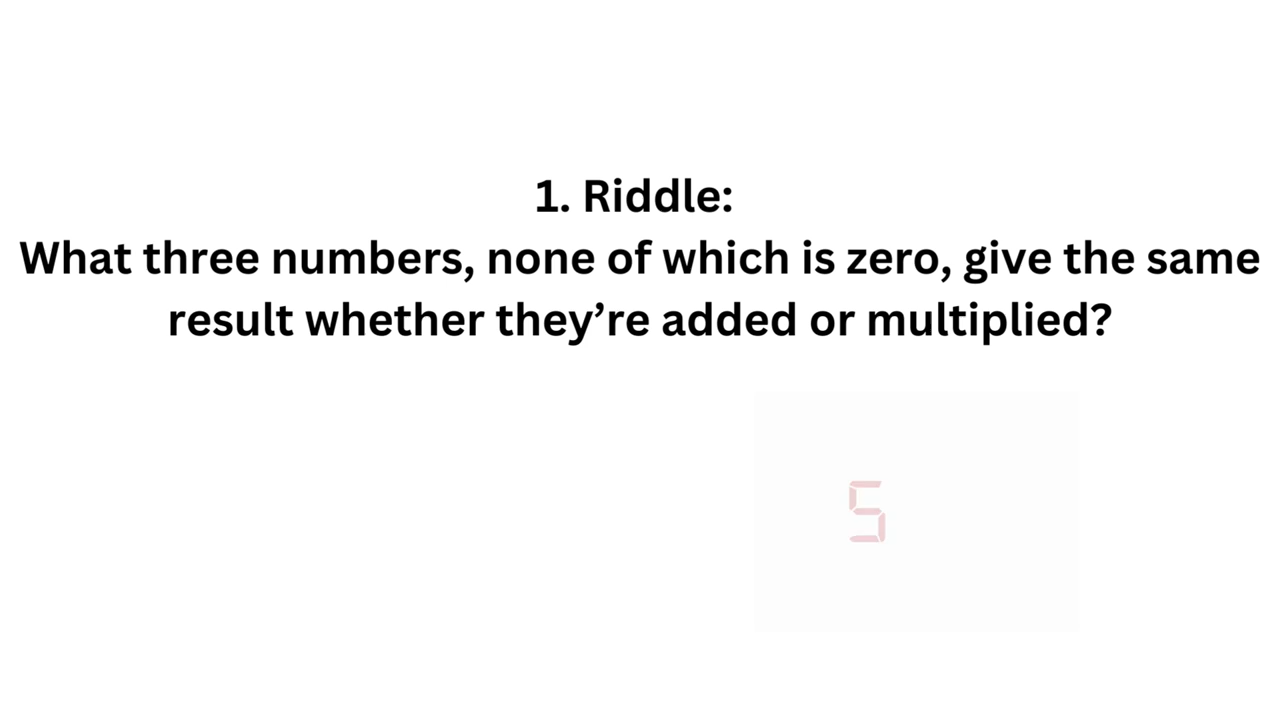 1. Riddle:
What three numbers, none of which is zero, give the same
result whether they’re added or multiplied?
5